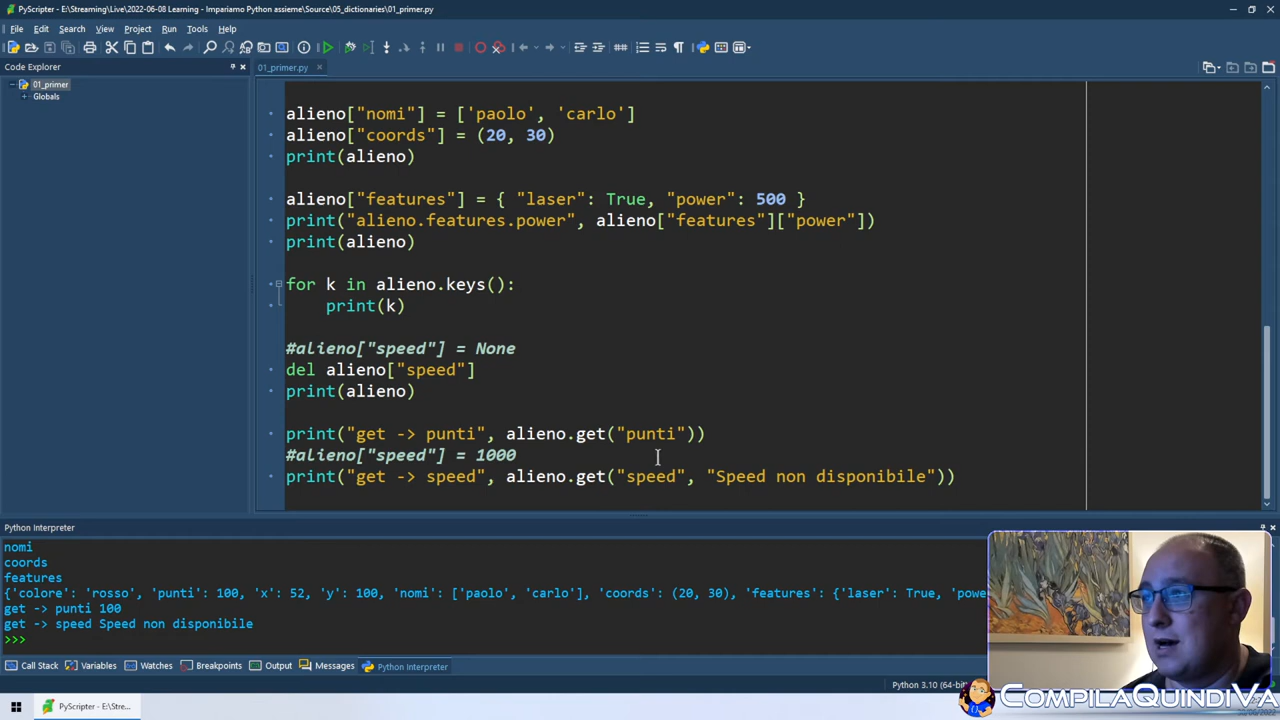 PyScripter - E:\Streaming\Live\2022-06-08 Learning - Impariamo Python assieme\Source\05_dictionaries\01_primer.py
File Edit Search View Project Run Tools Help
Code Explorer
01_primer.py
01_primer
Globals
alieno["nomi"] = ['paolo', 'carlo']
alieno["coords"] = (20, 30)
print(alieno)
alieno["features"] = { "laser": True, "power": 500 }
print("alieno.features.power", alieno["features"]["power"])
print(alieno)
for k in alieno.keys():
print(k)
#alieno["speed"] = None
del alieno["speed"]
print(alieno)
print("get -> punti", alieno.get("punti"))
#alieno["speed"] = 1000
print("get -> speed", alieno.get("speed", "Speed non disponibile"))
Python Interpreter
nomi
coords
features
{'colore': 'rosso', 'punti': 100, 'x': 52, 'y': 100, 'nomi': ['paolo', 'carlo'], 'coords': (20, 30), 'features': {'laser': True, 'powe
get -> punti 100
get -> speed Speed non disponibile
>>>
Call Stack Variables Watches Breakpoints Output Messages Python Interpreter
Python 3.10 (64-bit)
COMPILAQUINDIVA
PyScripter - E:\Stre...